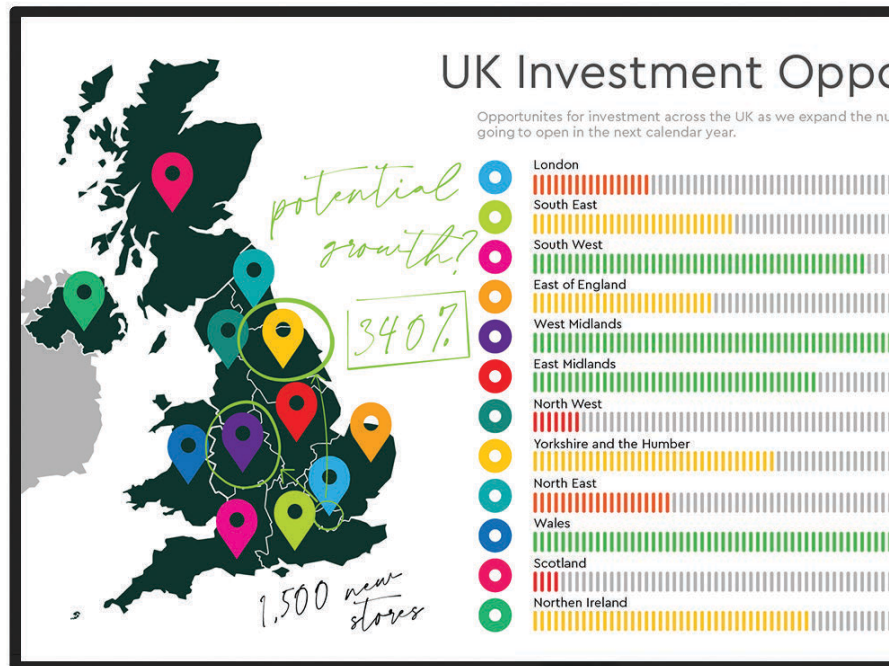 UK Investment Oppo
Opportunites for investment across the UK as we expand the nu
going to open in the next calendar year.
London
South East
South West
East of England
West Midlands
East Midlands
North West
Yorkshire and the Humber
North East
Wales
Scotland
Northen Ireland
potential
growth?
340%
1,500 new
stores